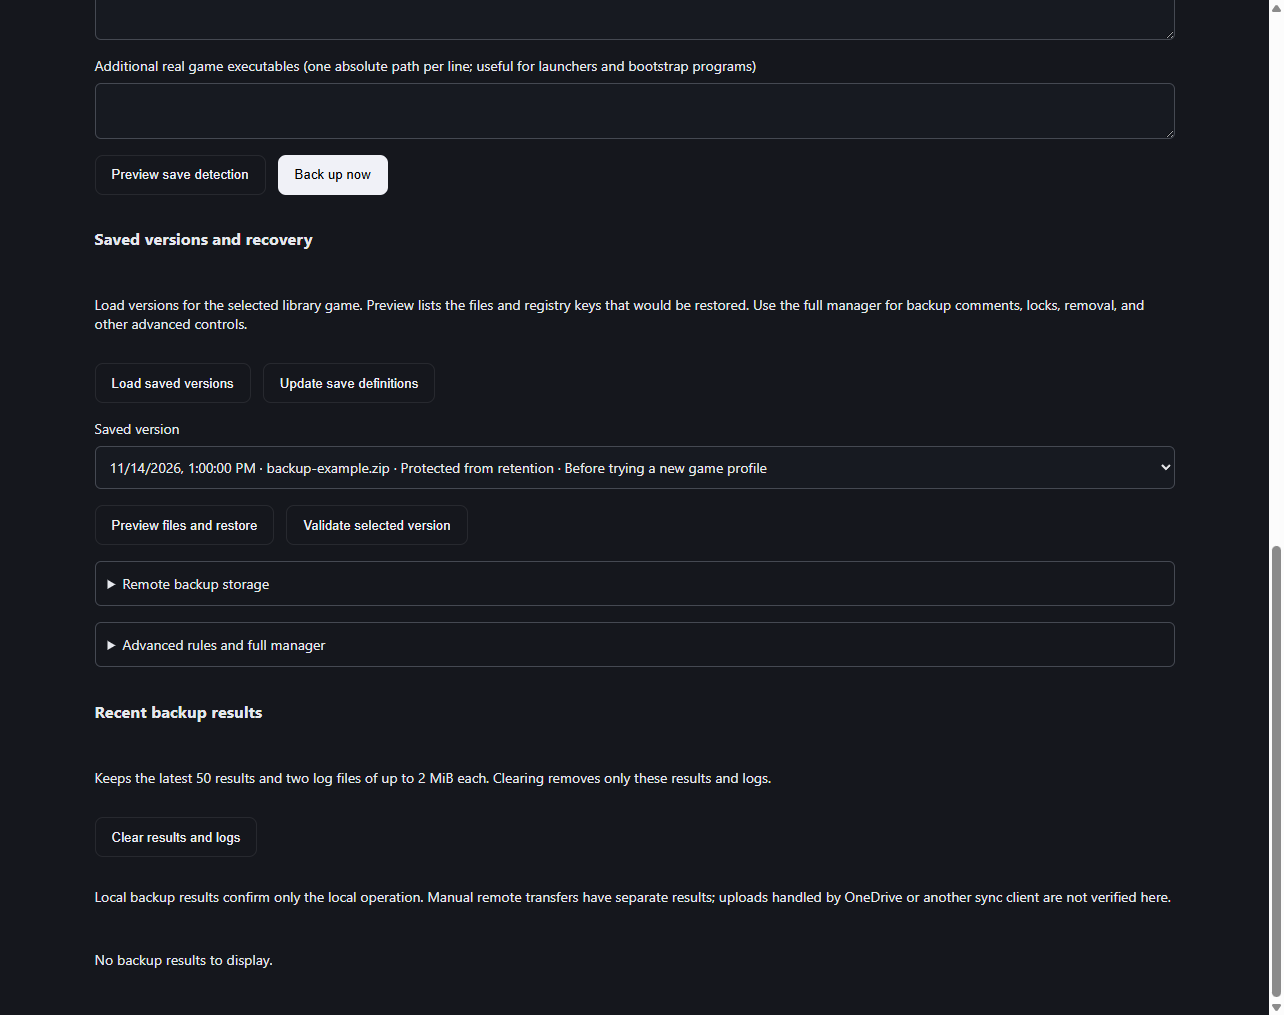 Additional real game executables (one absolute path per line; useful for launchers and bootstrap programs)
Preview save detection
Back up now
Saved versions and recovery
Load versions for the selected library game. Preview lists the files and registry keys that would be restored. Use the full manager for backup comments, locks, removal, and
other advanced controls.
Load saved versions
Update save definitions
Saved version
11/14/2026, 1:00:00 PM · backup-example.zip · Protected from retention · Before trying a new game profile
Preview files and restore
Validate selected version
Remote backup storage
Advanced rules and full manager
Recent backup results
Keeps the latest 50 results and two log files of up to 2 MiB each. Clearing removes only these results and logs.
Clear results and logs
Local backup results confirm only the local operation. Manual remote transfers have separate results; uploads handled by OneDrive or another sync client are not verified here.
No backup results to display.